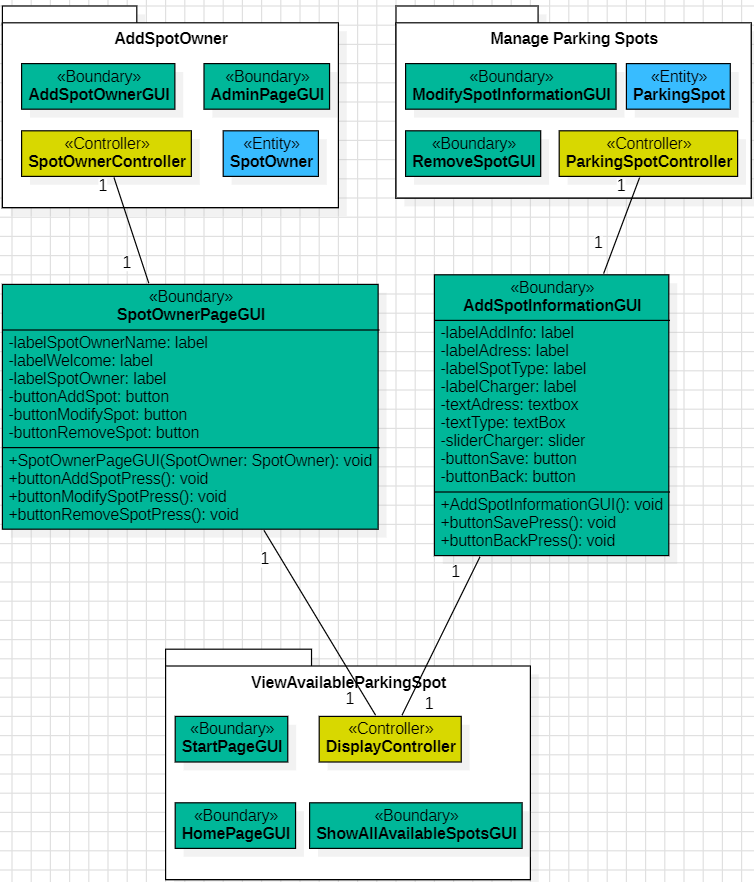 AddSpotOwner
«Boundary»
AddSpotOwnerGUI
«Boundary»
AdminPageGUI
«Controller»
SpotOwnerController
«Entity»
SpotOwner
Manage Parking Spots
«Boundary»
ModifySpotInformationGUI
«Entity»
ParkingSpot
«Boundary»
RemoveSpotGUI
«Controller»
ParkingSpotController
1
1
1
1
«Boundary»
SpotOwnerPageGUI
-labelSpotOwnerName: label
-labelWelcome: label
-labelSpotOwner: label
-buttonAddSpot: button
-buttonModifySpot: button
-buttonRemoveSpot: button
+SpotOwnerPageGUI(SpotOwner: SpotOwner): void
+buttonAddSpotPress(): void
+buttonModifySpotPress(): void
+buttonRemoveSpotPress(): void
«Boundary»
AddSpotInformationGUI
-labelAddInfo: label
-labelAdress: label
-labelSpotType: label
-labelCharger: label
-textAdress: textbox
-textType: textBox
-sliderCharger: slider
-buttonSave: button
-buttonBack: button
+AddSpotInformationGUI(): void
+buttonSavePress(): void
+buttonBackPress(): void
1
1
ViewAvailableParkingSpot
1
1
«Boundary»
StartPageGUI
«Controller»
DisplayController
«Boundary»
HomePageGUI
«Boundary»
ShowAllAvailableSpotsGUI